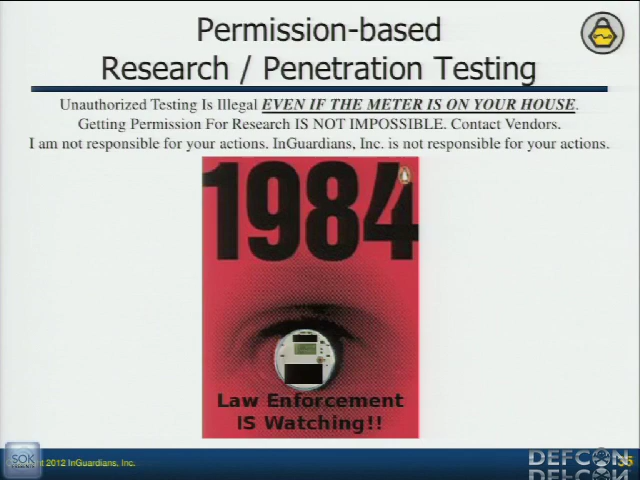 Permission-based
Research / Penetration Testing
Unauthorized Testing Is Illegal EVEN IF THE METER IS ON YOUR HOUSE.
Getting Permission For Research IS NOT IMPOSSIBLE. Contact Vendors.
I am not responsible for your actions. InGuardians, Inc. is not responsible for your actions.
1984
Law Enforcement
IS Watching!!
SOK
2012 InGuardians, Inc.
DEFCON
35